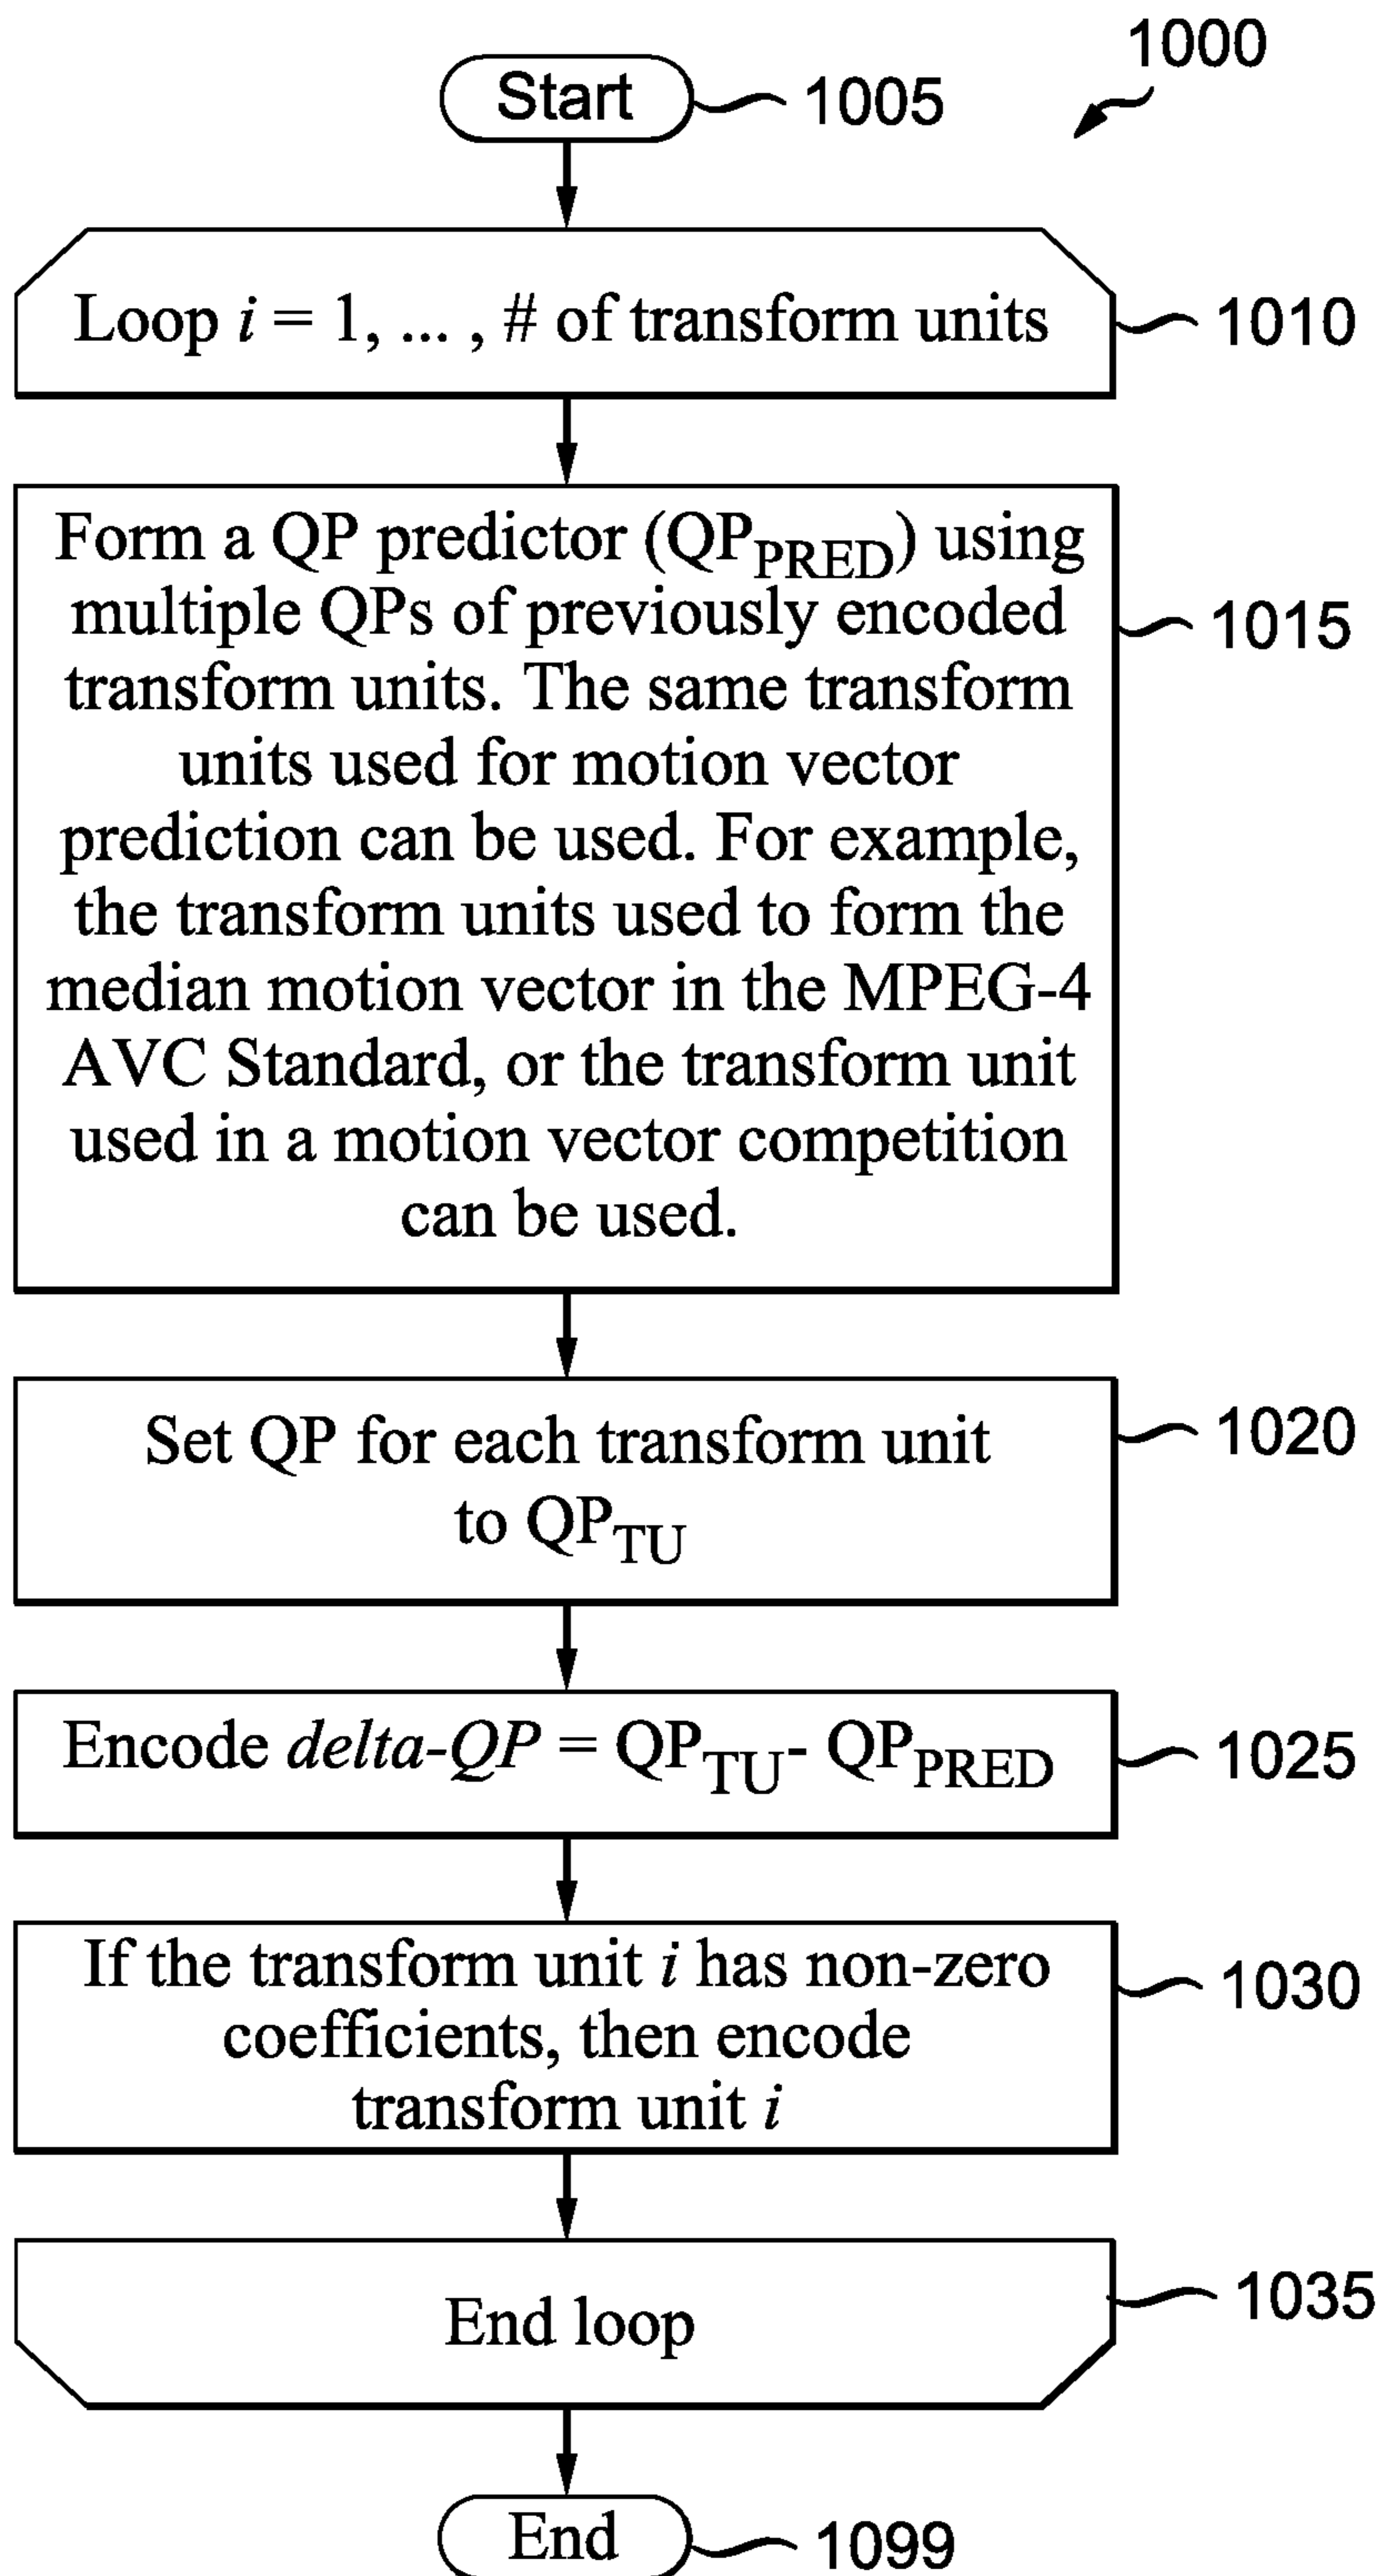 1000
Start
1005
Loop i = 1, ... , # of transform units
1010
Form a QP predictor (QPPRED) using
multiple QPs of previously encoded
transform units. The same transform
units used for motion vector
prediction can be used. For example,
the transform units used to form the
median motion vector in the MPEG-4
AVC Standard, or the transform unit
used in a motion vector competition
can be used.
1015
Set QP for each transform unit
to QPTU
1020
Encode delta-QP = QPTU- QPPRED
1025
If the transform unit i has non-zero
coefficients, then encode
transform unit i
1030
End loop
1035
End
1099